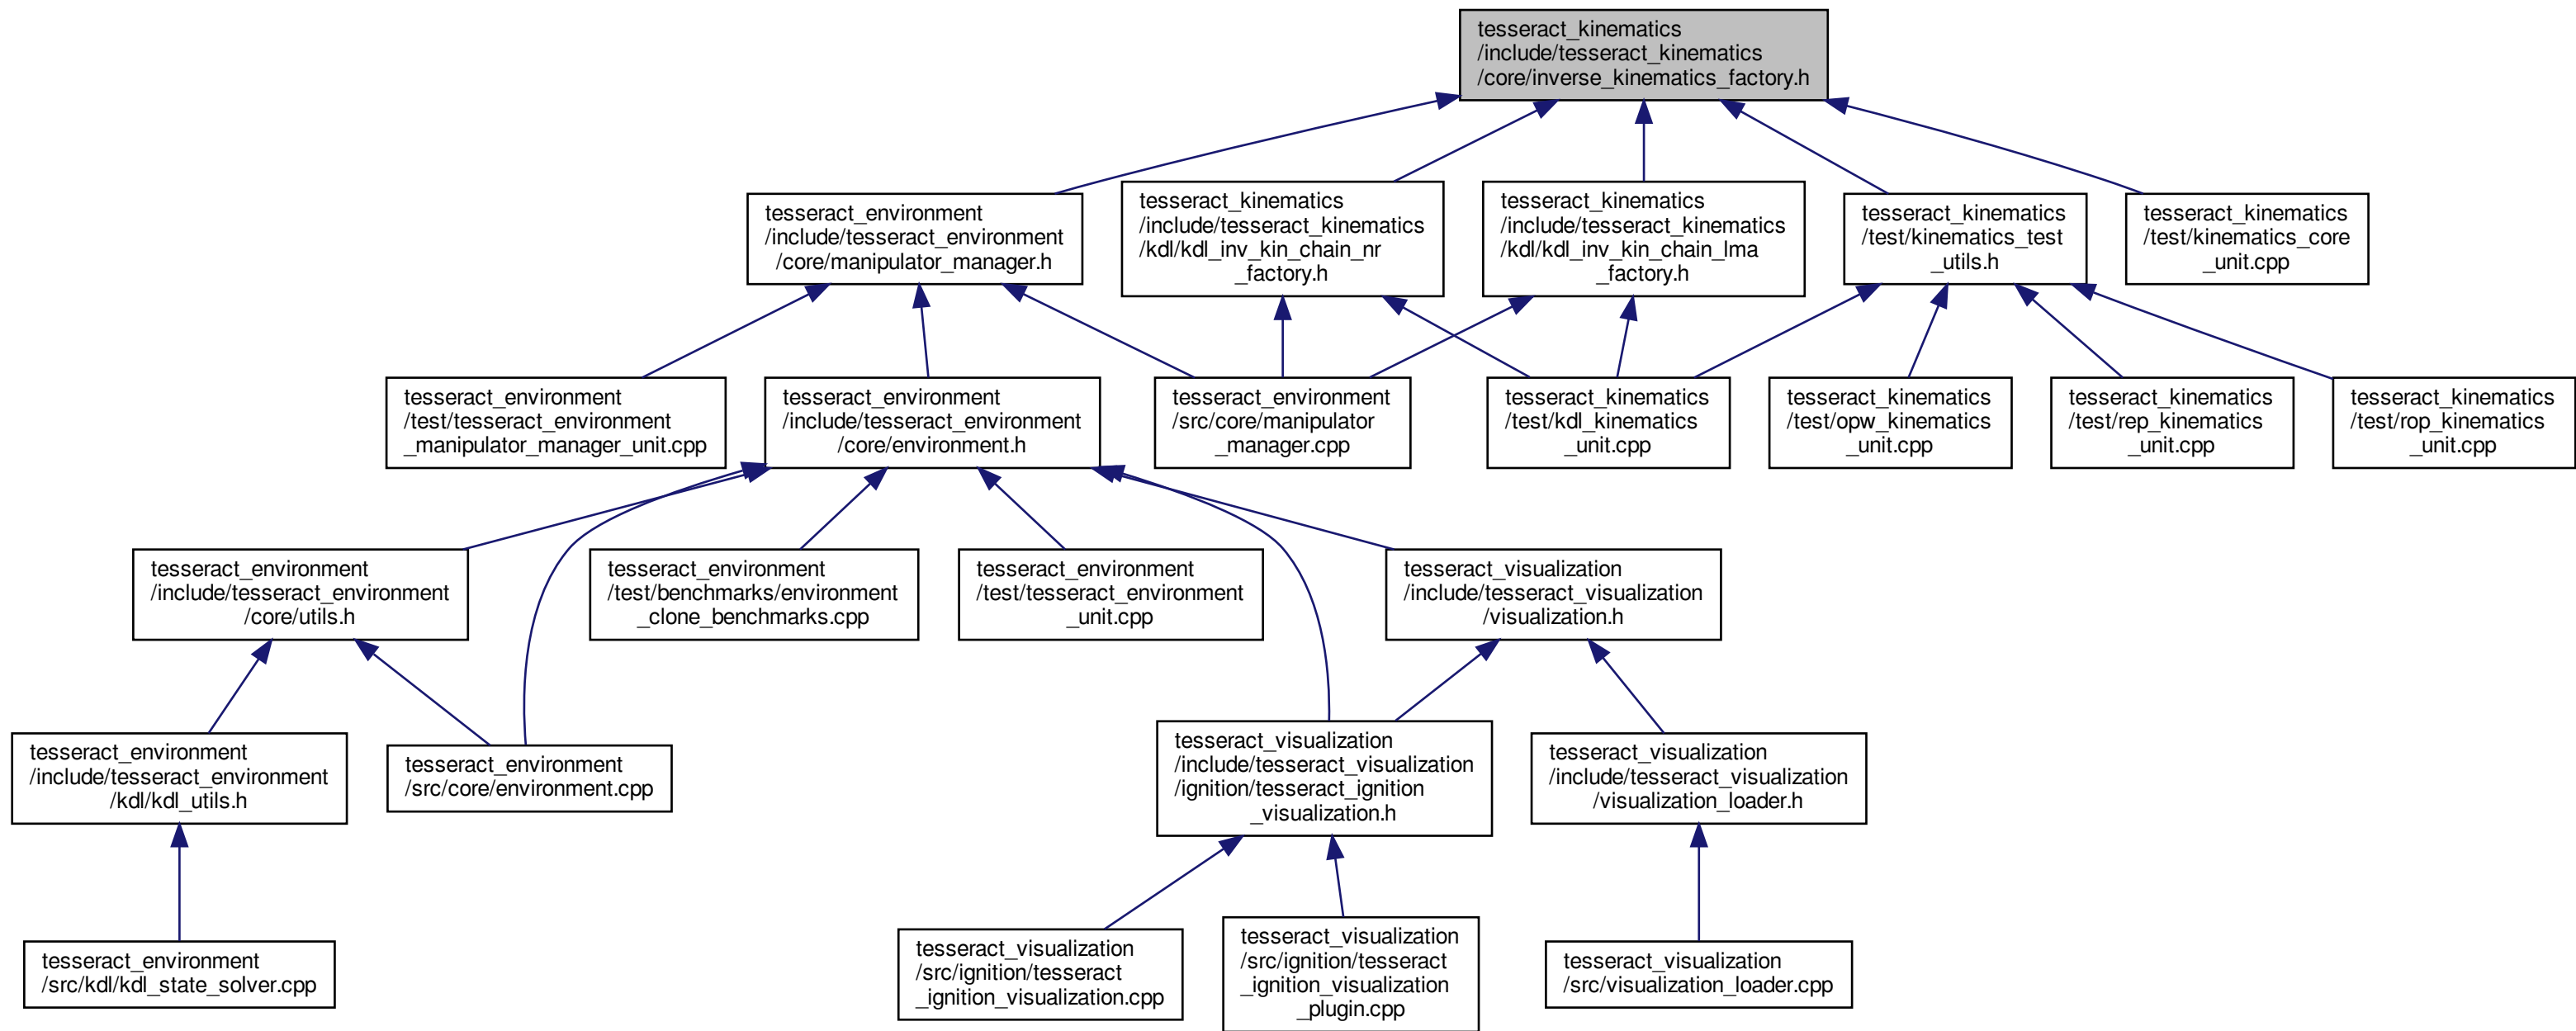 tesseract_kinematics
/include/tesseract_kinematics
/core/inverse_kinematics_factory.h
tesseract_environment
/include/tesseract_environment
/core/manipulator_manager.h
tesseract_kinematics
/include/tesseract_kinematics
/kdl/kdl_inv_kin_chain_nr
_factory.h
tesseract_kinematics
/include/tesseract_kinematics
/kdl/kdl_inv_kin_chain_lma
_factory.h
tesseract_kinematics
/test/kinematics_test
_utils.h
tesseract_kinematics
/test/kinematics_core
_unit.cpp
tesseract_environment
/test/tesseract_environment
_manipulator_manager_unit.cpp
tesseract_environment
/include/tesseract_environment
/core/environment.h
tesseract_environment
/src/core/manipulator
_manager.cpp
tesseract_kinematics
/test/kdl_kinematics
_unit.cpp
tesseract_kinematics
/test/opw_kinematics
_unit.cpp
tesseract_kinematics
/test/rep_kinematics
_unit.cpp
tesseract_kinematics
/test/rop_kinematics
_unit.cpp
tesseract_environment
/include/tesseract_environment
/core/utils.h
tesseract_environment
/test/benchmarks/environment
_clone_benchmarks.cpp
tesseract_environment
/test/tesseract_environment
_unit.cpp
tesseract_visualization
/include/tesseract_visualization
/visualization.h
tesseract_environment
/include/tesseract_environment
/kdl/kdl_utils.h
tesseract_environment
/src/core/environment.cpp
tesseract_visualization
/include/tesseract_visualization
/ignition/tesseract_ignition
_visualization.h
tesseract_visualization
/include/tesseract_visualization
/visualization_loader.h
tesseract_environment
/src/kdl/kdl_state_solver.cpp
tesseract_visualization
/src/ignition/tesseract
_ignition_visualization.cpp
tesseract_visualization
/src/ignition/tesseract
_ignition_visualization
_plugin.cpp
tesseract_visualization
/src/visualization_loader.cpp